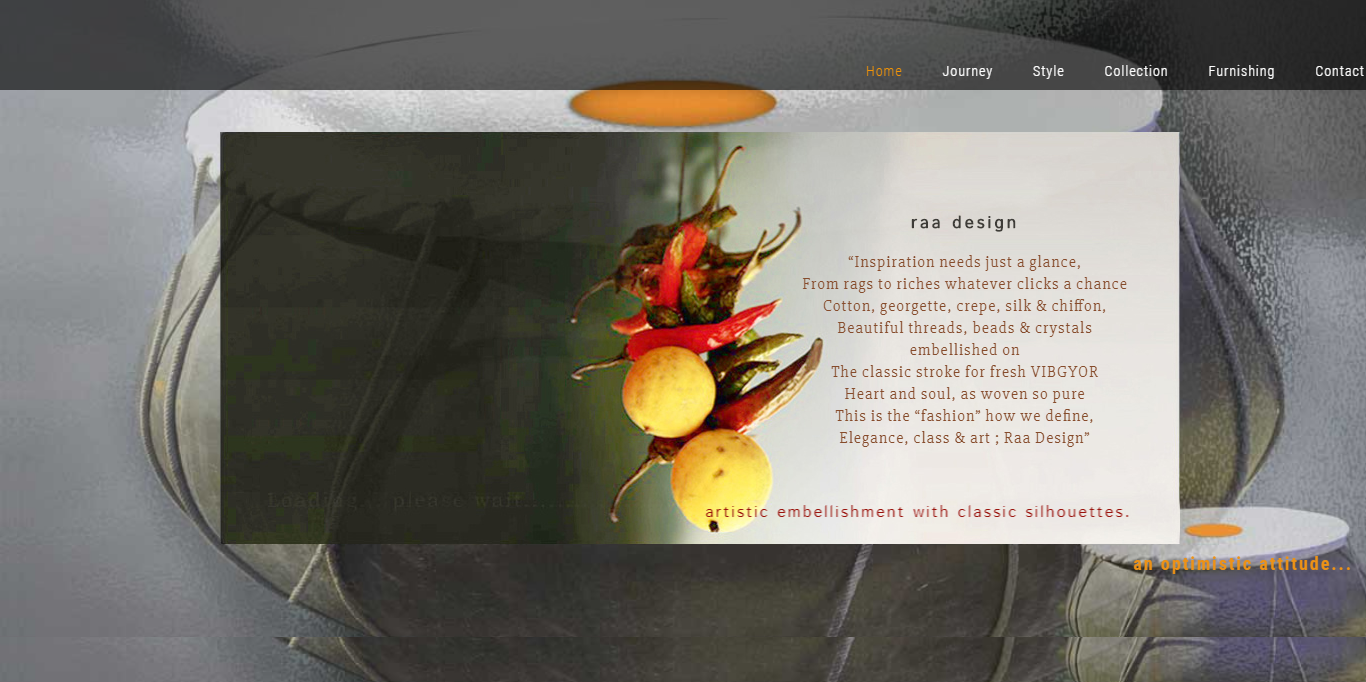 Home Journey Style Collection Furnishing Contact
raa design
“Inspiration needs just a glance,
From rags to riches whatever clicks a chance
Cotton, georgette, crepe, silk & chiffon,
Beautiful threads, beads & crystals
embellished on
The classic stroke for fresh VIBGYOR
Heart and soul, as woven so pure
This is the “fashion” how we define,
Elegance, class & art ; Raa Design”
Loading... please wait......
artistic embellishment with classic silhouettes.
an optimistic attitude...